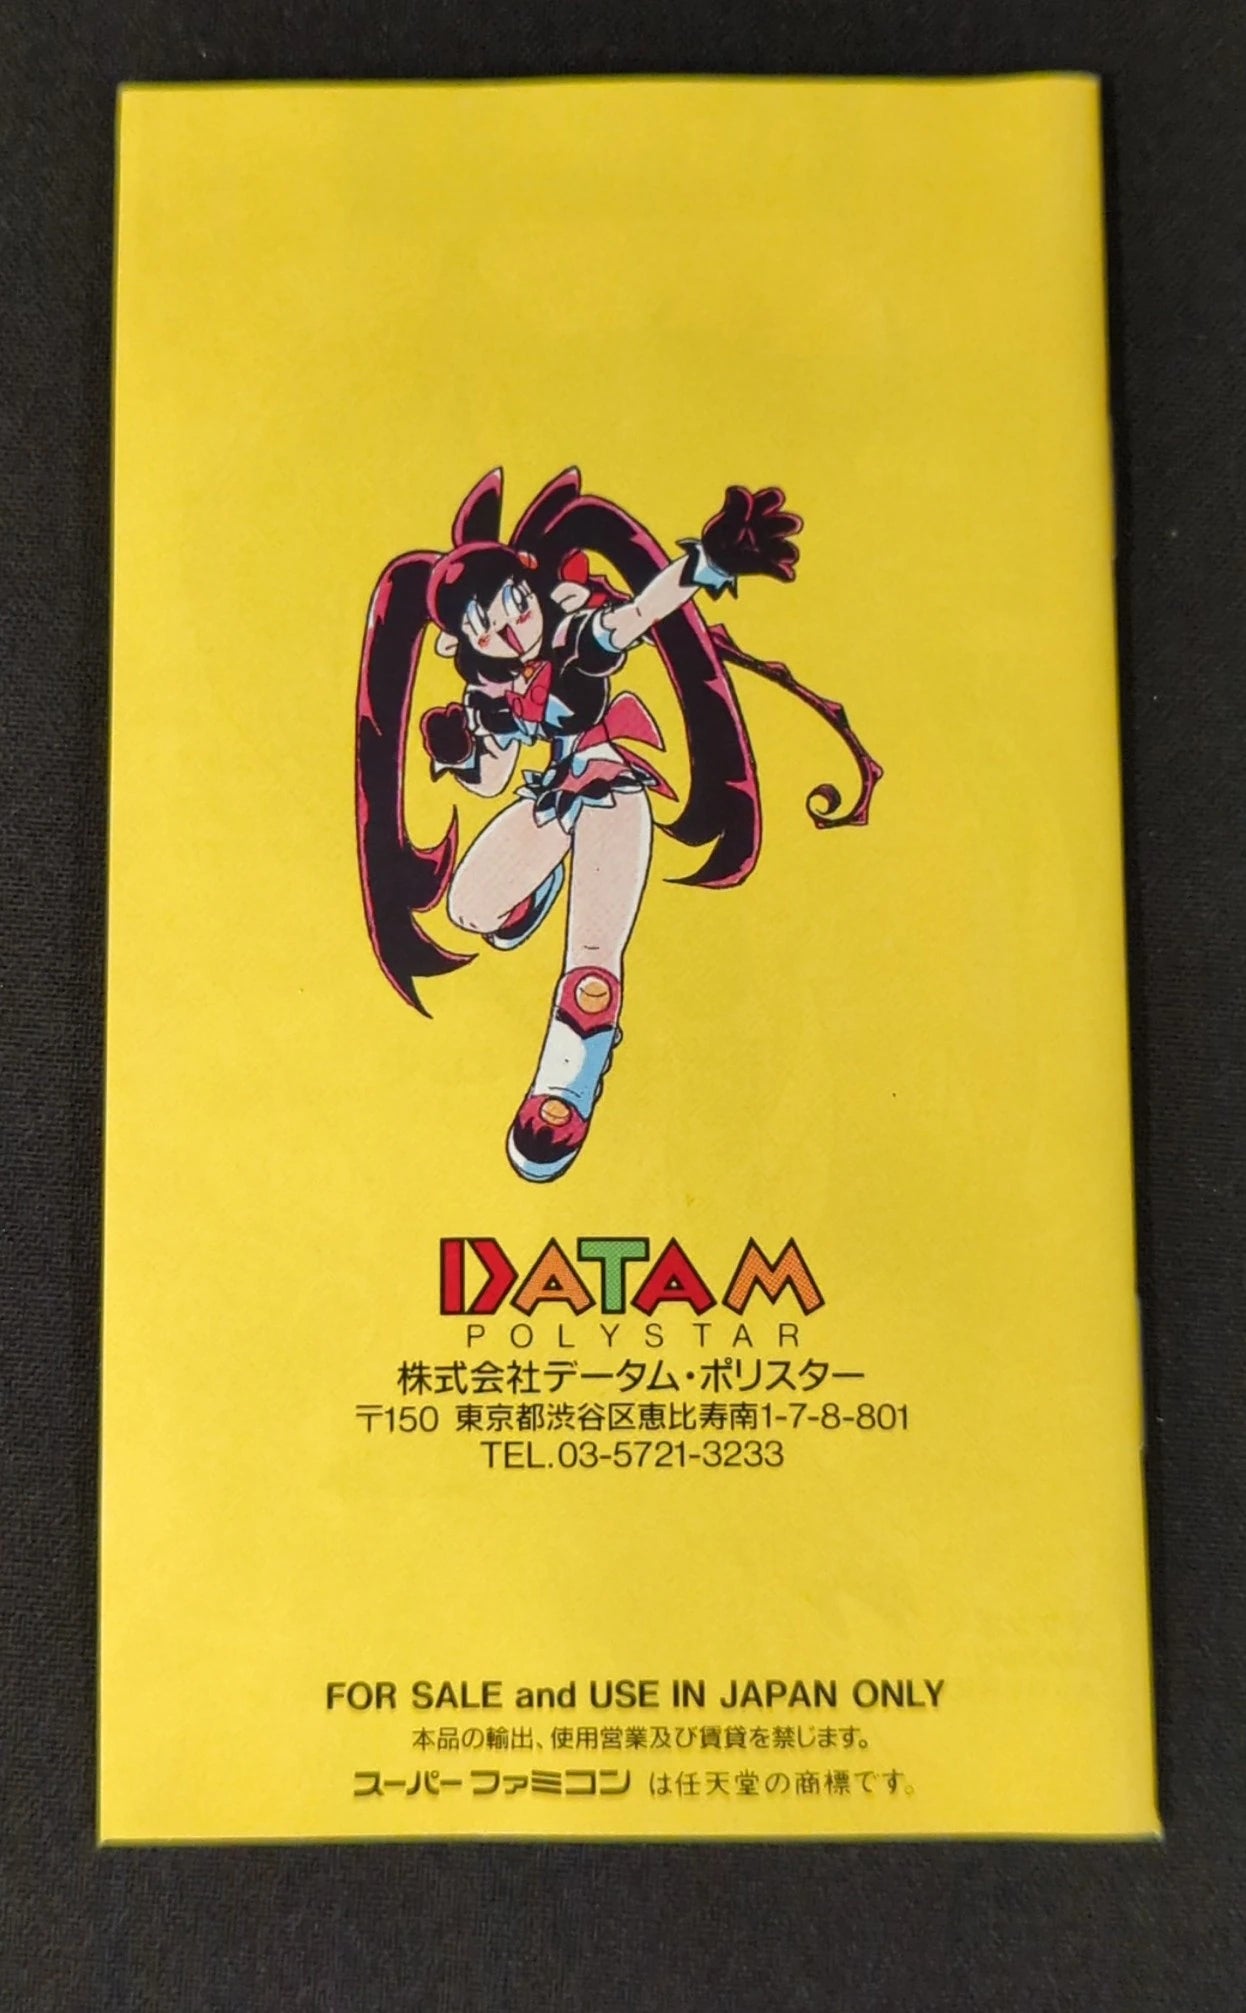 DATAM
POLYSTAR
株式会社データム・ポリスター
〒150 東京都渋谷区恵比寿南1-7-8-801
TEL.03-5721-3233
FOR SALE and USE IN JAPAN ONLY
本品の輸出、使用営業及び賃貸を禁じます。
スーパーファミコン は任天堂の商標です。